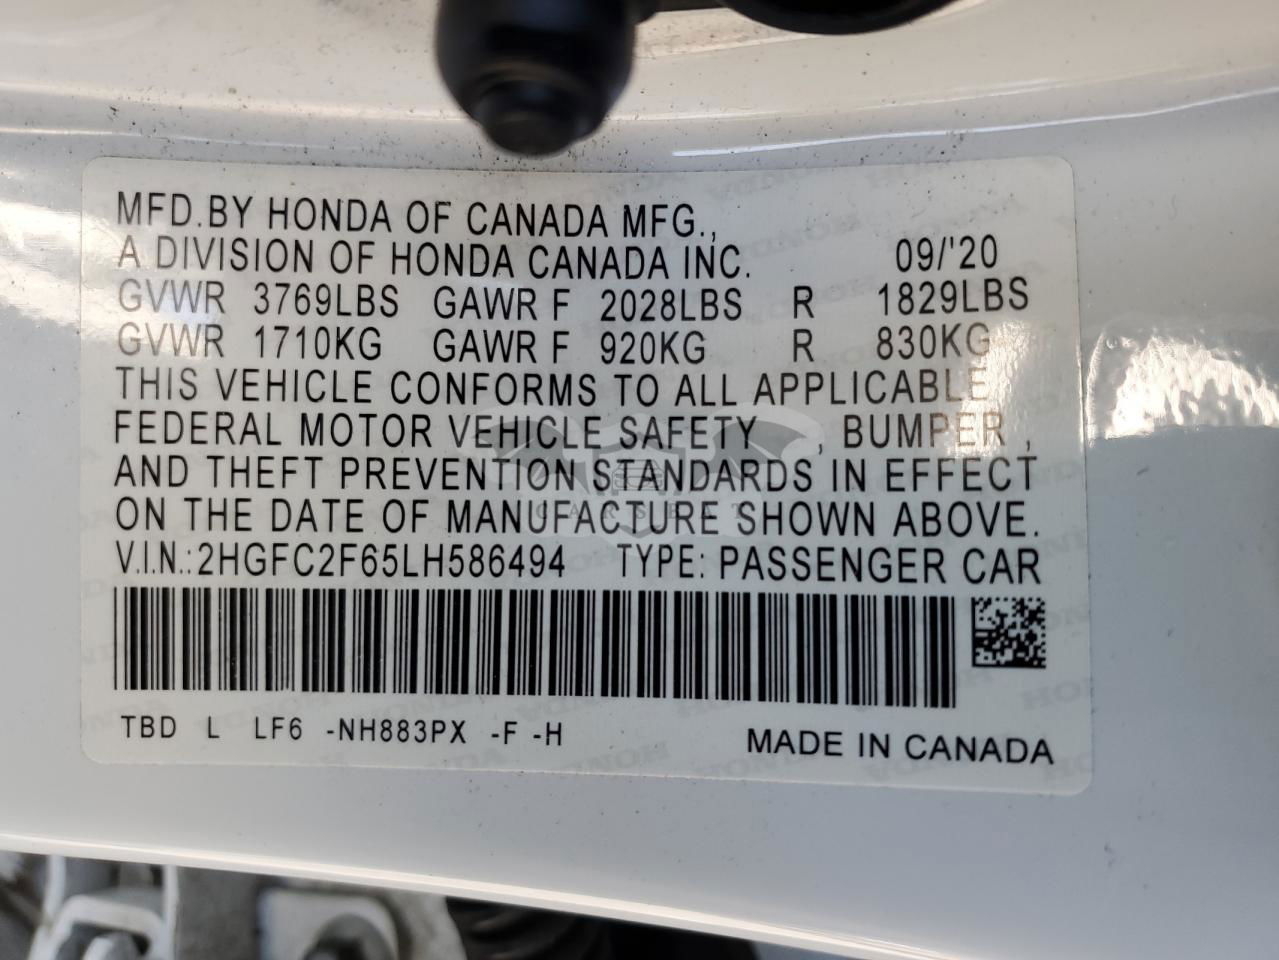 MFD.BY HONDA OF CANADA MFG.,
A DIVISION OF HONDA CANADA INC. 09/'20
GVWR 3769LBS GAWR F 2028LBS R 1829LBS
GVWR 1710KG GAWR F 920KG R 830KG
THIS VEHICLE CONFORMS TO ALL APPLICABLE
FEDERAL MOTOR VEHICLE SAFETY , BUMPER ,
AND THEFT PREVENTION STANDARDS IN EFFECT
CARSEAT
ON THE DATE OF MANUFACTURE SHOWN ABOVE.
V.I.N.:2HGFC2F65LH586494 TYPE: PASSENGER CAR
TBD L LF6 -NH883PX -F -H MADE IN CANADA